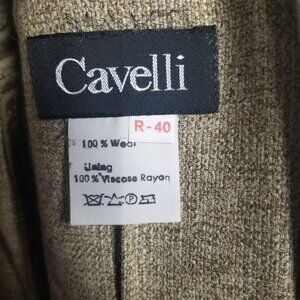 Cavelli
R-40
100 % Wool
Lining
100 % Viscose Rayon
P